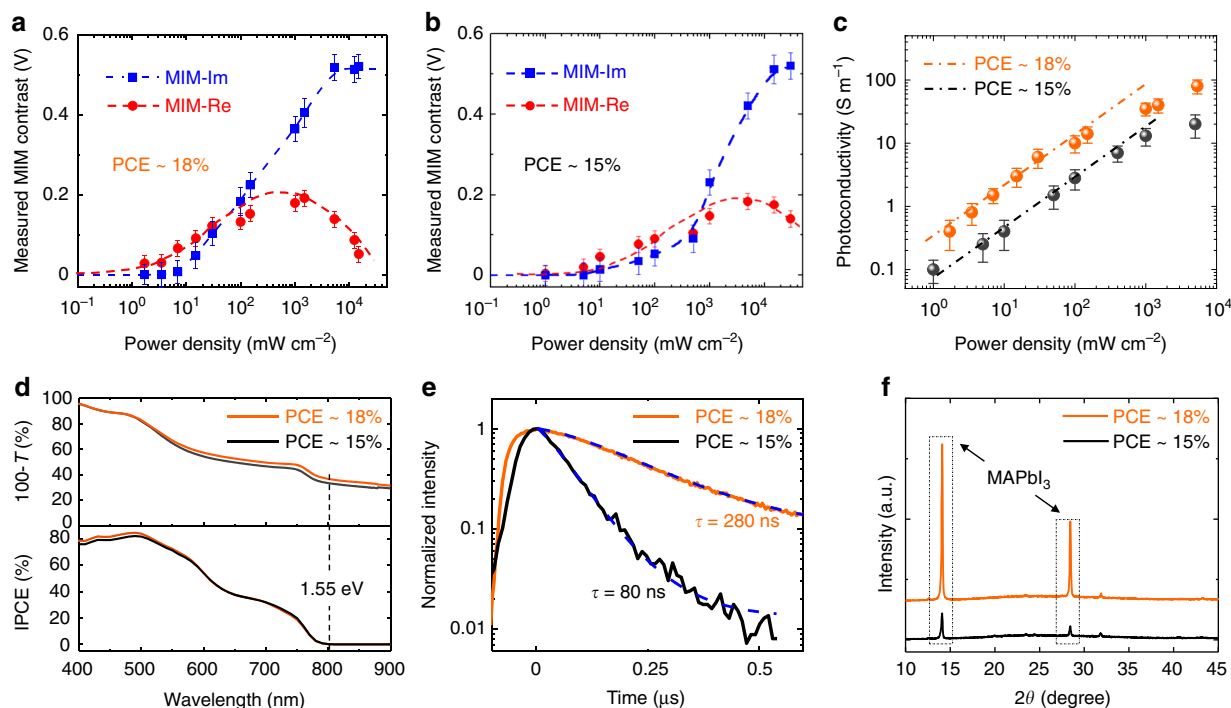 a
0.6
0.4
0.2
0
Measured MIM contrast (V)
MIM-Im
MIM-Re
PCE ~ 18%
10⁻¹ 10⁰ 10¹ 10² 10³ 10⁴
Power density (mW cm⁻²)
b
0.6
0.4
0.2
0
Measured MIM contrast (V)
MIM-Im
MIM-Re
PCE ~ 15%
10⁻¹ 10⁰ 10¹ 10² 10³ 10⁴
Power density (mW cm⁻²)
c
100
10
1
0.1
Photoconductivity (S m⁻¹)
PCE ~ 18%
PCE ~ 15%
10⁰ 10¹ 10² 10³ 10⁴
Power density (mW cm⁻²)
d
100
80
60
40
20
0
100-T (%)
PCE ~ 18%
PCE ~ 15%
80
40
0
IPCE (%)
1.55 eV
400 500 600 700 800 900
Wavelength (nm)
e
1
0.1
0.01
Normalized intensity
PCE ~ 18%
PCE ~ 15%
τ = 280 ns
τ = 80 ns
0 0.25 0.5
Time (μs)
f
Intensity (a.u.)
PCE ~ 18%
PCE ~ 15%
MAPbI₃
10 15 20 25 30 35 40 45
2θ (degree)